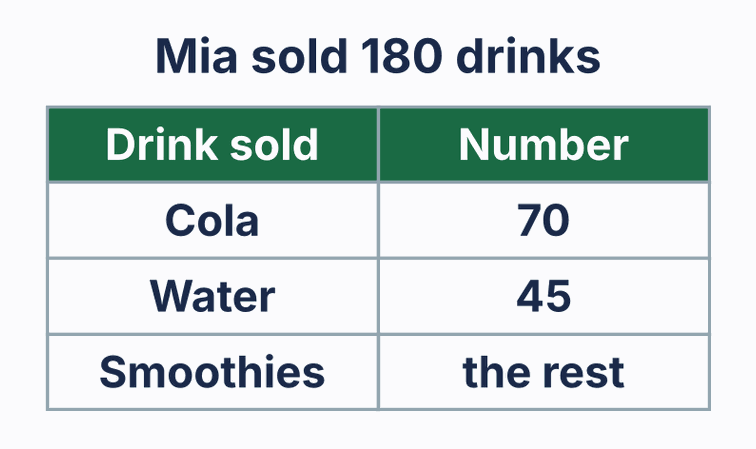 Mia sold 180 drinks
Drink sold Number
Cola 70
Water 45
Smoothies the rest